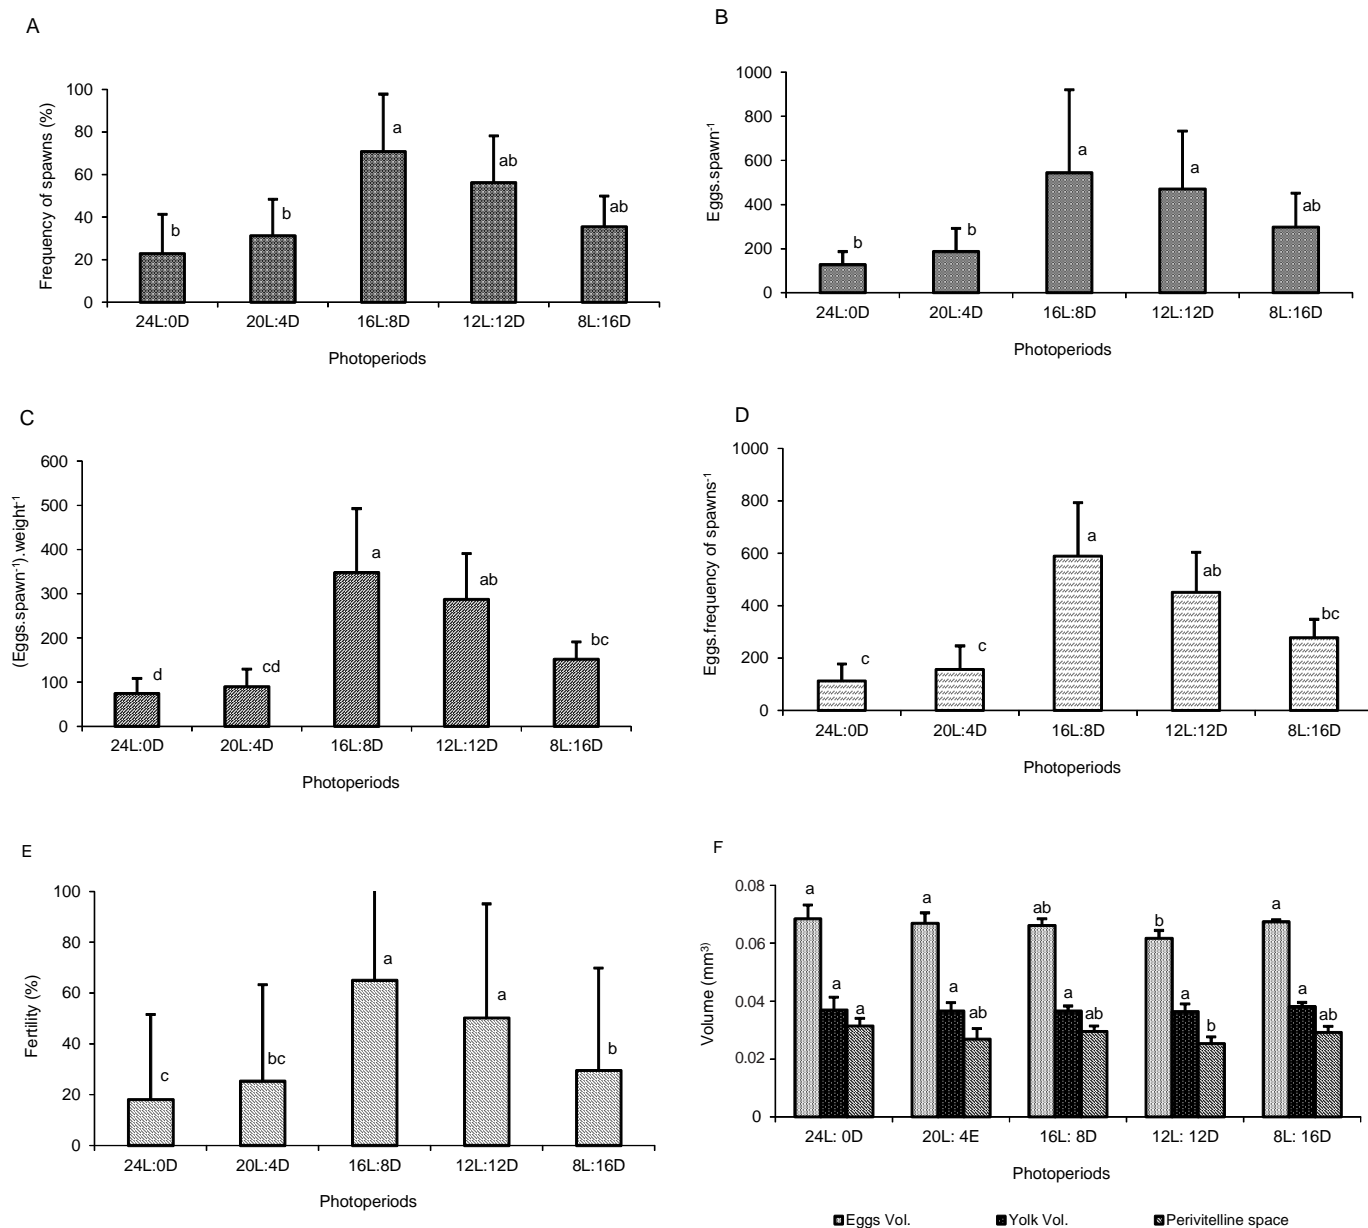 A
Frequency of spawns (%)
100
80
60
40
20
0
b
b
a
ab
ab
24L:0D 20L:4D 16L:8D 12L:12D 8L:16D
Photoperiods
B
Eggs.spawn-1
1000
800
600
400
200
0
b
b
a
a
ab
24L:0D 20L:4D 16L:8D 12L:12D 8L:16D
Photoperiods
C
(Eggs.spawn-1).weight-1
600
500
400
300
200
100
0
d
cd
a
ab
bc
24L:0D 20L:4D 16L:8D 12L:12D 8L:16D
Photoperiods
D
Eggs.frequency of spawns-1
1000
800
600
400
200
0
c
c
a
ab
bc
24L:0D 20L:4D 16L:8D 12L:12D 8L:16D
Photoperiods
E
Fertility (%)
100
80
60
40
20
0
c
bc
a
a
b
24L:0D 20L:4D 16L:8D 12L:12D 8L:16D
Photoperiods
F
Volume (mm3)
0.08
0.06
0.04
0.02
0
a a a
a a ab
ab a ab
b a b
a a ab
24L: 0D 20L: 4E 16L: 8D 12L: 12D 8L: 16D
Photoperiods
Eggs Vol. Yolk Vol. Perivitelline space